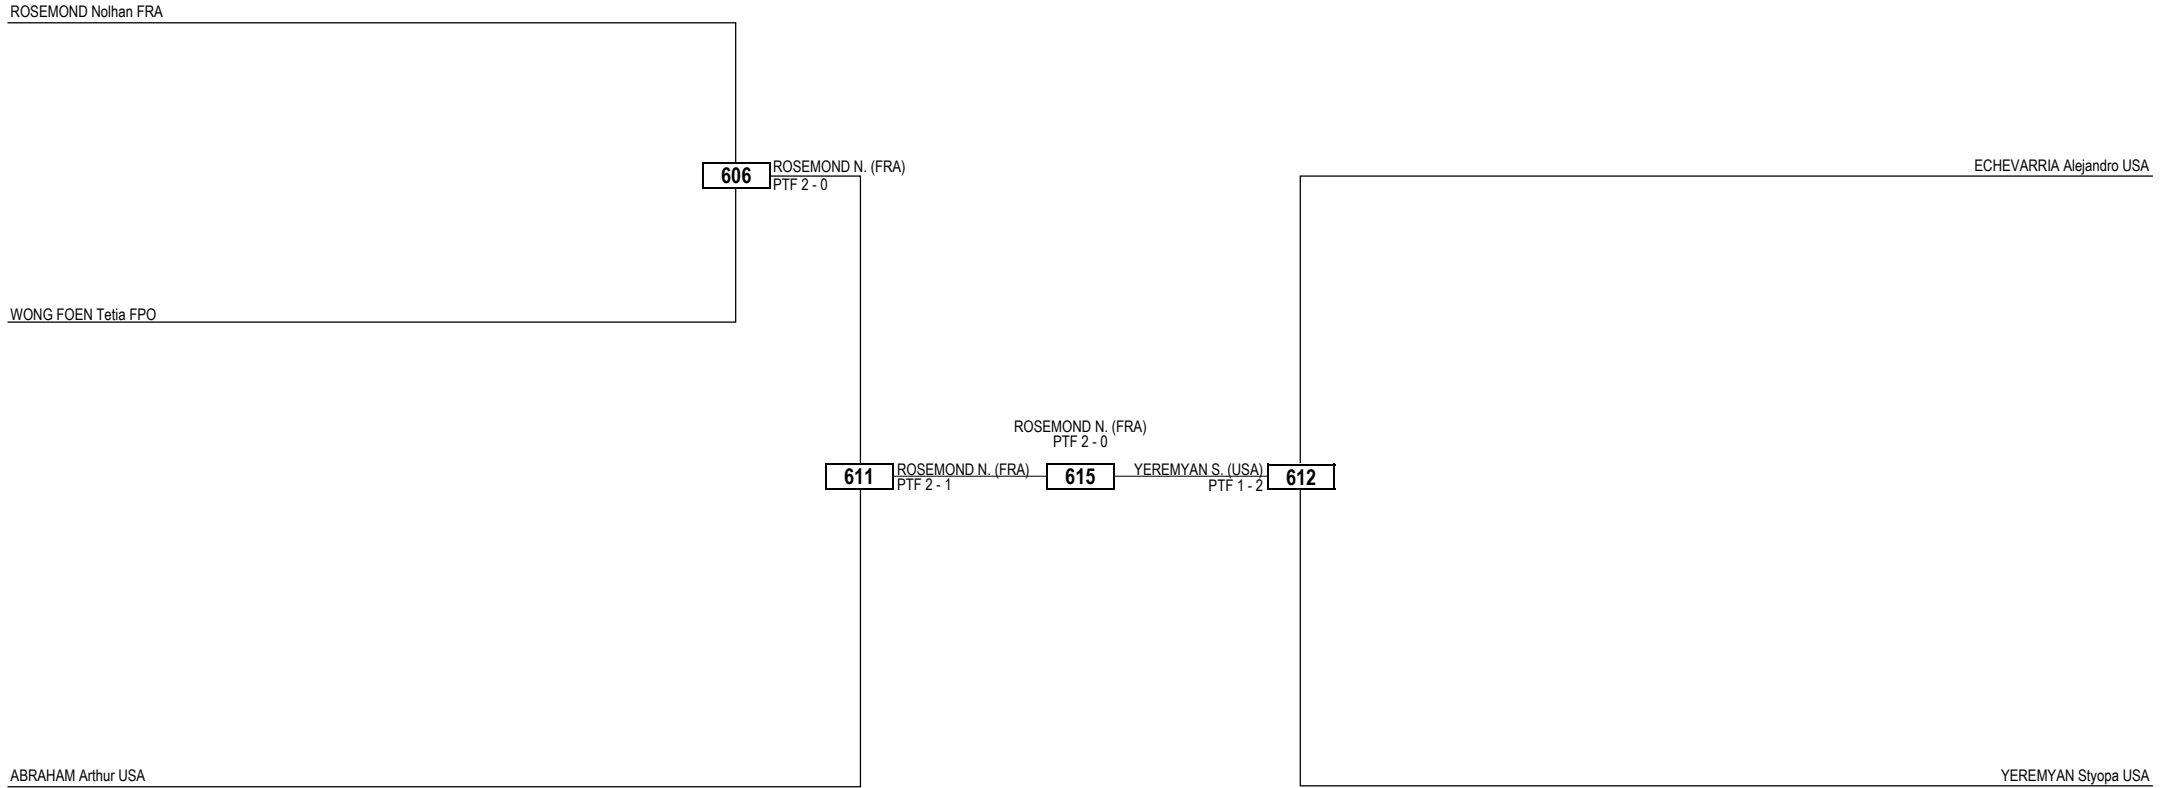 ROSEMOND Nolhan FRA
606
ROSEMOND N. (FRA)
PTF 2 - 0
ECHEVARRIA Alejandro USA
WONG FOEN Tetia FPO
ROSEMOND N. (FRA)
PTF 2 - 0
611
ROSEMOND N. (FRA)
PTF 2 - 1
615
YEREMYAN S. (USA)
PTF 1 - 2
612
ABRAHAM Arthur USA
YEREMYAN Styopa USA